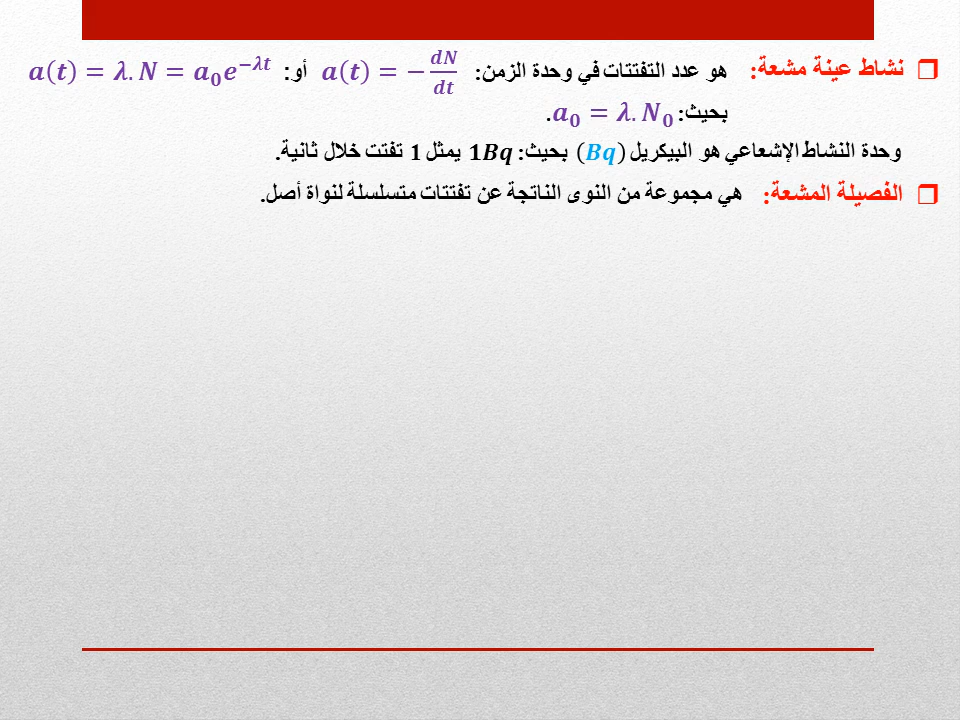 ❒ نشاط عينة مشعة: هو عدد التفتتات في وحدة الزمن: 𝒂(𝒕) = −𝒅𝑵/𝒅𝒕 أو: 𝒂(𝒕) = 𝝀.𝑵 = 𝒂₀𝒆^{−𝝀𝒕}
بحيث: 𝒂₀ = 𝝀.𝑵₀.
وحدة النشاط الإشعاعي هو البيكريل (𝑩𝒒) بحيث: 𝟏𝑩𝒒 يمثل 1 تفتت خلال ثانية.
❒ الفصيلة المشعة: هي مجموعة من النوى الناتجة عن تفتتات متسلسلة لنواة أصل.